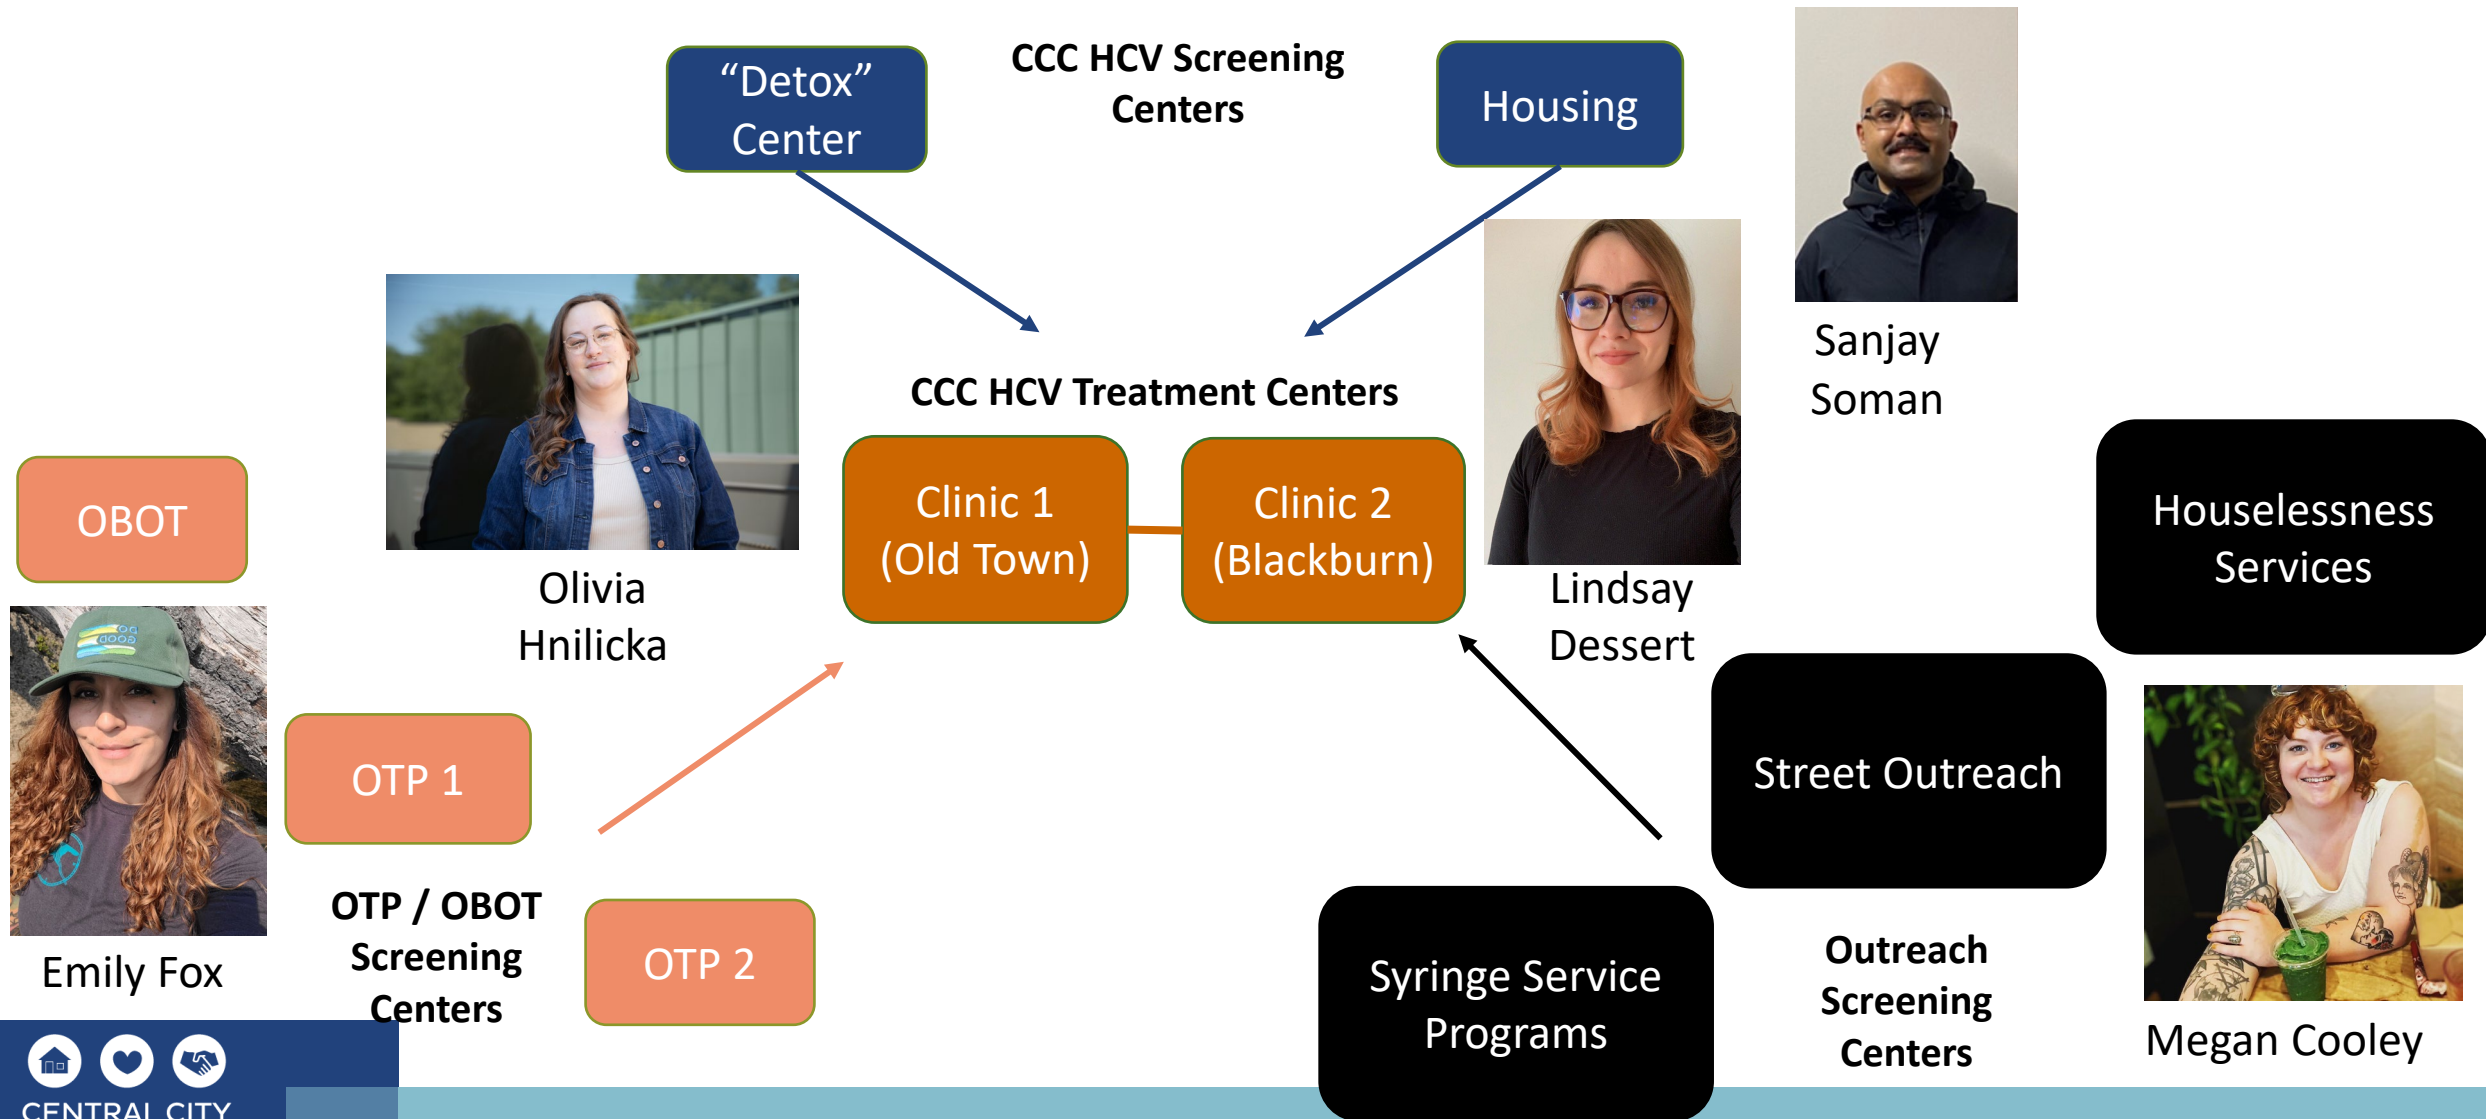 “Detox”
Center
CCC HCV Screening
Centers
Housing
Sanjay
Soman
CCC HCV Treatment Centers
Clinic 1
(Old Town)
Clinic 2
(Blackburn)
Olivia
Hnilicka
Lindsay
Dessert
OBOT
Emily Fox
OTP 1
OTP / OBOT
Screening
Centers
OTP 2
Houselessness
Services
Street Outreach
Syringe Service
Programs
Outreach
Screening
Centers
Megan Cooley
CENTRAL CITY